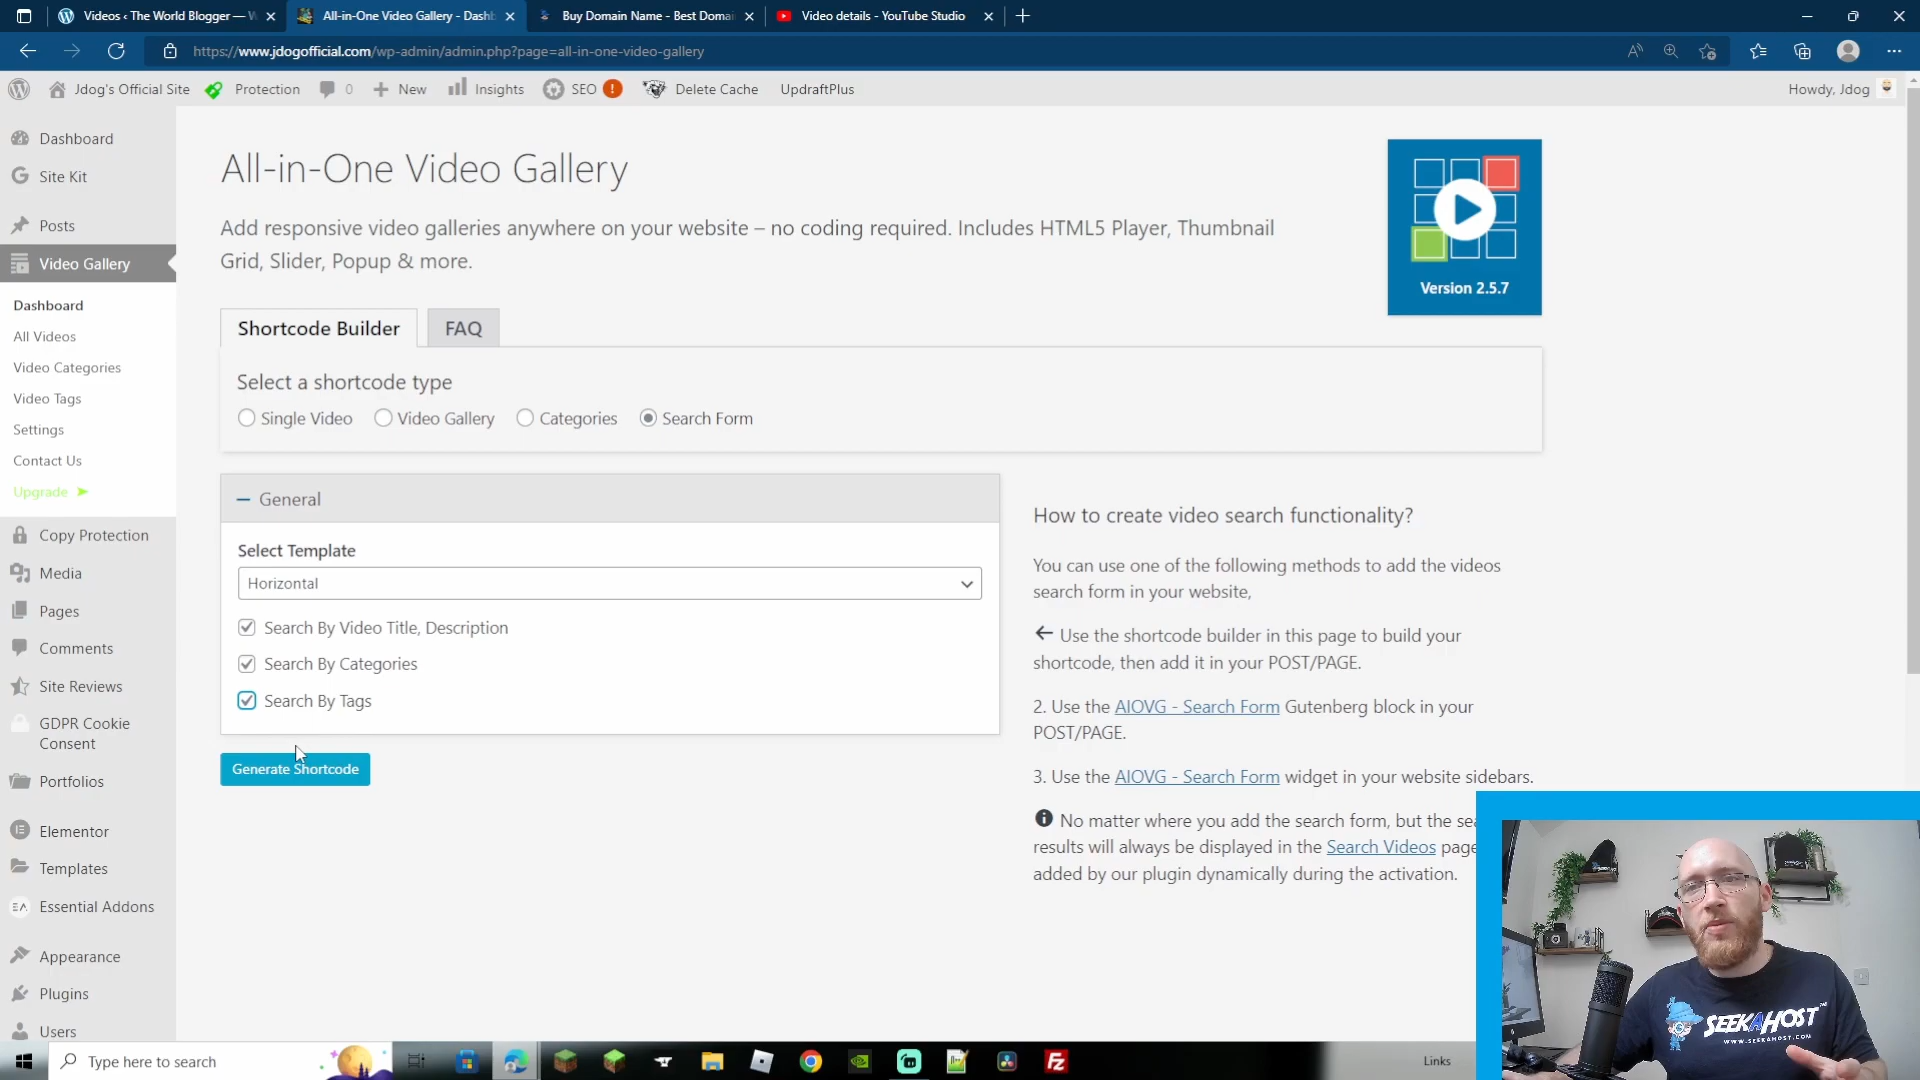 Videos ‹ The World Blogger — W
All-in-One Video Gallery - Dashb
Buy Domain Name - Best Domai
Video details - YouTube Studio
https://www.jdogofficial.com/wp-admin/admin.php?page=all-in-one-video-gallery
Jdog's Official Site
Protection
0
New
Insights
SEO
!
Delete Cache
UpdraftPlus
Howdy, Jdog
Dashboard
Site Kit
Posts
Video Gallery
Dashboard
All Videos
Video Categories
Video Tags
Settings
Contact Us
Upgrade ➤
Copy Protection
Media
Pages
Comments
Site Reviews
GDPR Cookie
Consent
Portfolios
Elementor
Templates
Essential Addons
Appearance
Plugins
Users
All-in-One Video Gallery
Add responsive video galleries anywhere on your website – no coding required. Includes HTML5 Player, Thumbnail
Grid, Slider, Popup & more.
Version 2.5.7
Shortcode Builder
FAQ
Select a shortcode type
Single Video
Video Gallery
Categories
Search Form
General
Select Template
Horizontal
Search By Video Title, Description
Search By Categories
Search By Tags
Generate Shortcode
How to create video search functionality?
You can use one of the following methods to add the videos
search form in your website,
← Use the shortcode builder in this page to build your
shortcode, then add it in your POST/PAGE.
2. Use the AIOVG - Search Form Gutenberg block in your
POST/PAGE.
3. Use the AIOVG - Search Form widget in your website sidebars.
No matter where you add the search form, but the sea
results will always be displayed in the Search Videos page
added by our plugin dynamically during the activation.
SEEKAHOST
WWW.SEEKAHOST.COM
Type here to search
Links